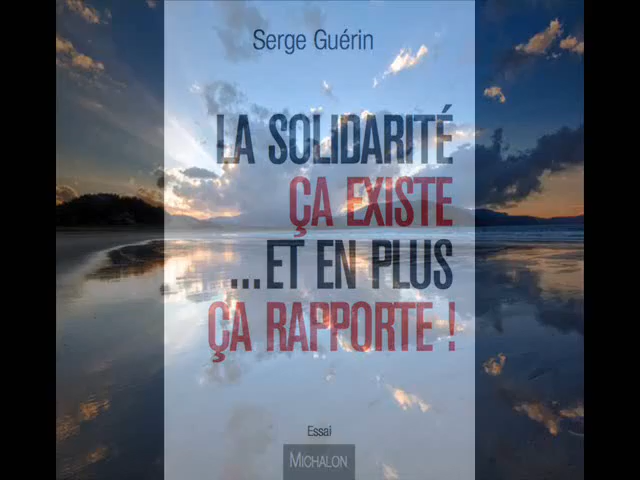 Serge Guérin
LA SOLIDARITÉ
ÇA EXISTE
...ET EN PLUS
ÇA RAPPORTE !
Essai
MICHALON